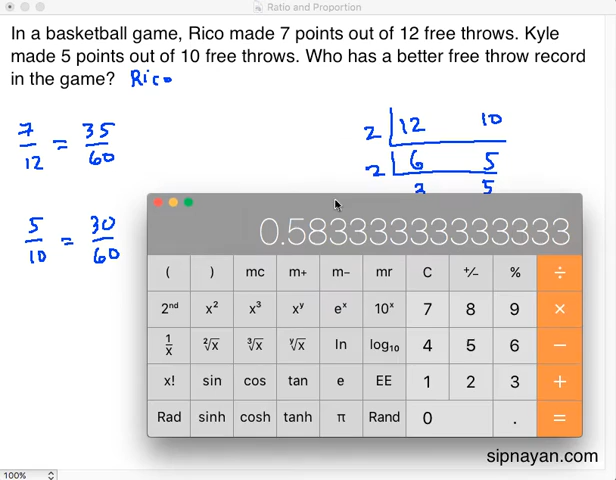 Ratio and Proportion
In a basketball game, Rico made 7 points out of 12 free throws. Kyle
made 5 points out of 10 free throws. Who has a better free throw record
in the game? Rico
7/12 = 35/60
2 12 10
2 6 5
3 5
5/10 = 30/60
0.58333333333333
( ) mc m+ m− mr C +/− % ÷
2nd x² x³ xʸ eˣ 10ˣ 7 8 9 ×
1/x ²√x ³√x ʸ√x ln log₁₀ 4 5 6 −
x! sin cos tan e EE 1 2 3 +
Rad sinh cosh tanh π Rand 0 . =
sipnayan.com
100%